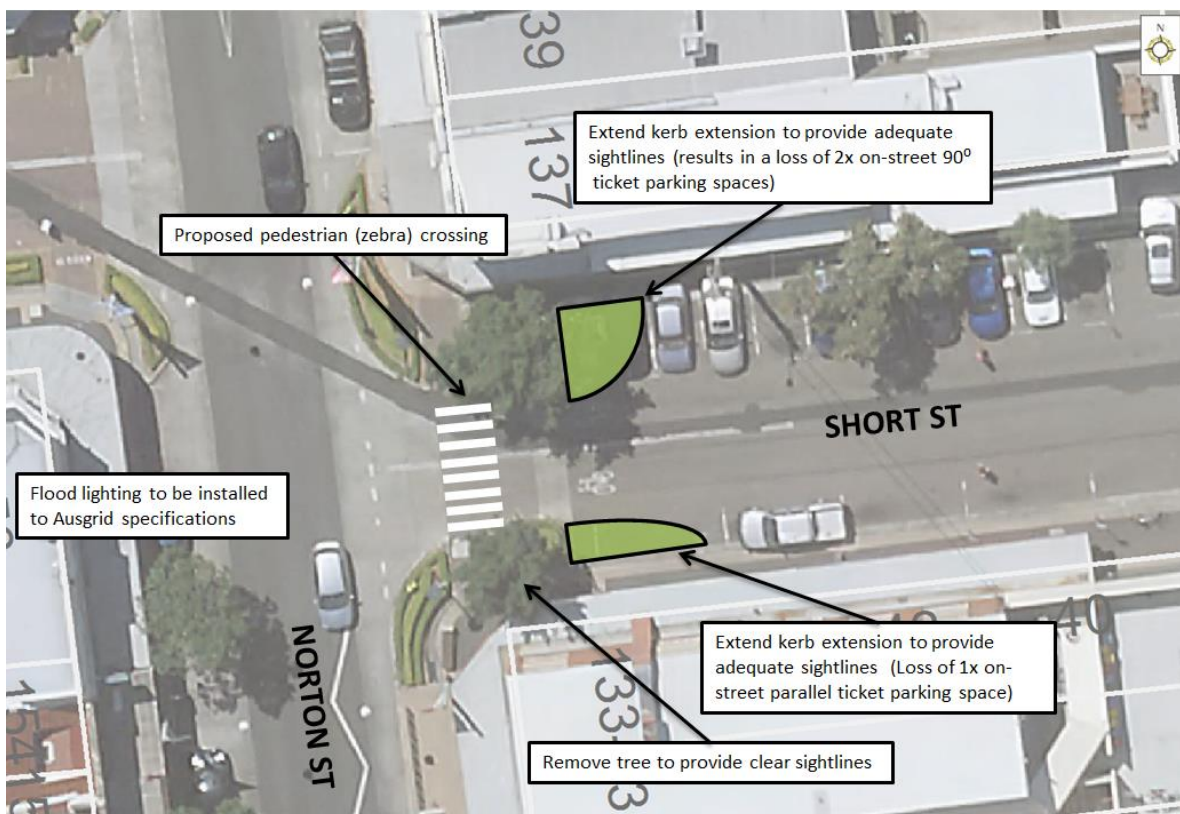 N
39
137
Extend kerb extension to provide adequate
sightlines (results in a loss of 2x on-street 90⁰
ticket parking spaces)
Proposed pedestrian (zebra) crossing
SHORT ST
Flood lighting to be installed
to Ausgrid specifications
NORTON ST
40
Extend kerb extension to provide
adequate sightlines (Loss of 1x on-
street parallel ticket parking space)
Remove tree to provide clear sightlines